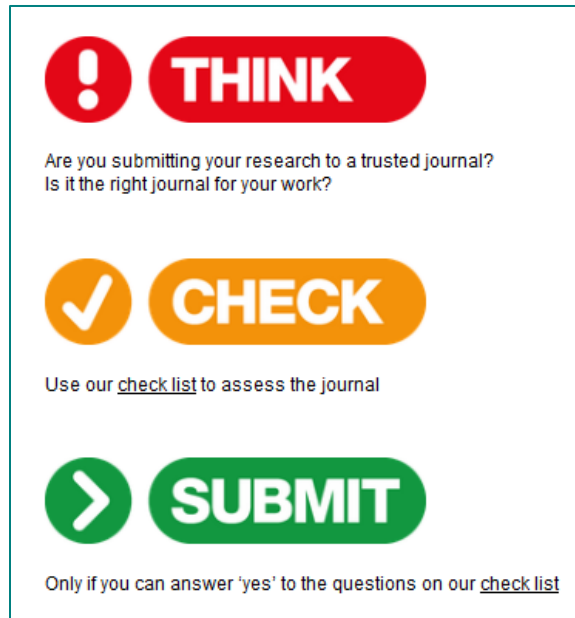 THINK
Are you submitting your research to a trusted journal?
Is it the right journal for your work?
CHECK
Use our check list to assess the journal
SUBMIT
Only if you can answer ‘yes’ to the questions on our check list